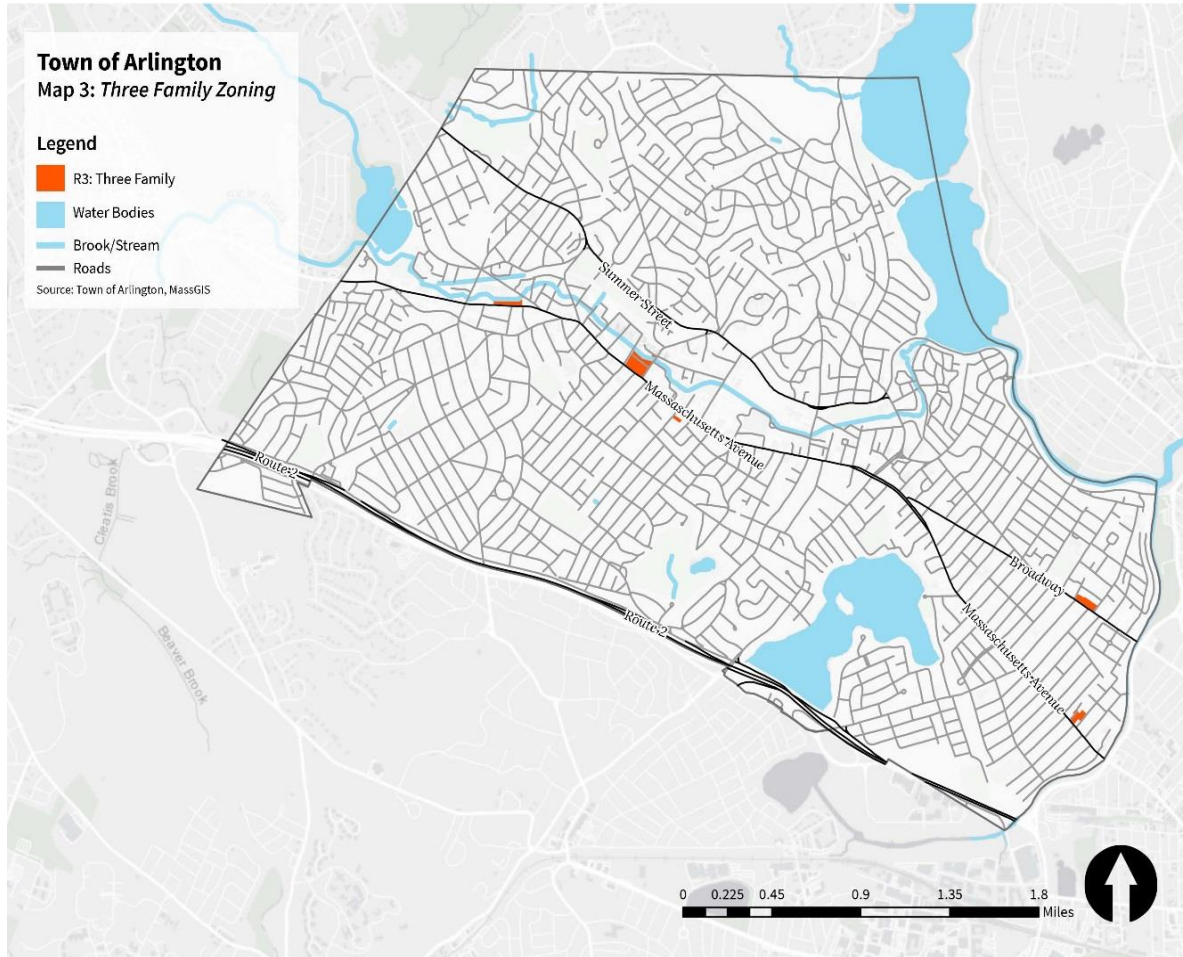 Town of Arlington
Map 3: Three Family Zoning
Legend
R3: Three Family
Water Bodies
Brook/Stream
Roads
Source: Town of Arlington, MassGIS
Summer Street
Massachusetts Avenue
Route 2
Cleatis Brook
Beaver Brook
Route 2
Broadway
Massachusetts Avenue
0 0.225 0.45 0.9 1.35 1.8
Miles